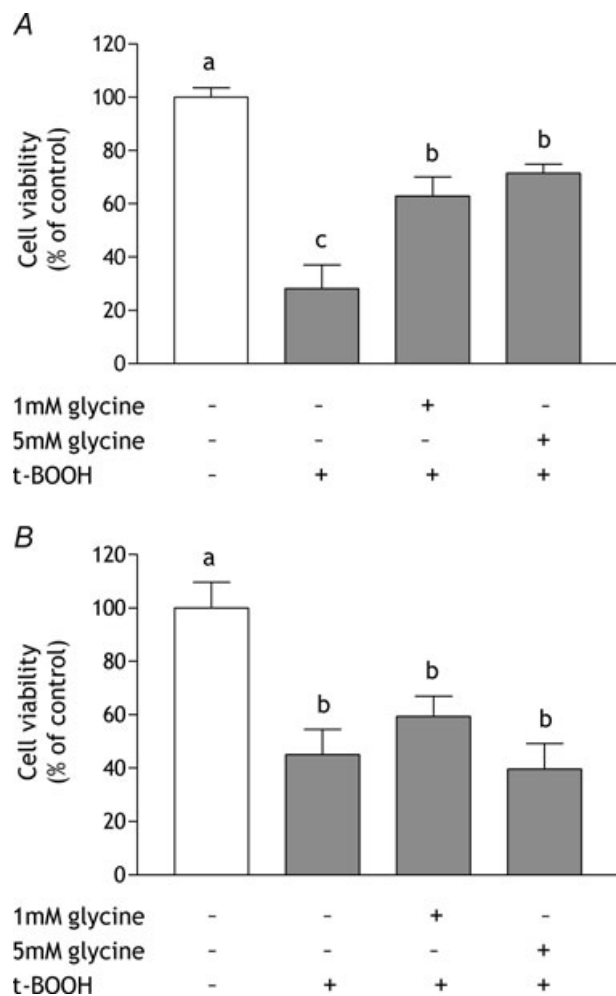 A
120
a
100
80
b
b
60
c
40
20
0
Cell viability
(% of control)
1mM glycine - - + -
5mM glycine - - - +
t-BOOH - + + +
B
120
a
100
80
b
b
b
60
40
20
0
Cell viability
(% of control)
1mM glycine - - + -
5mM glycine - - - +
t-BOOH - + + +